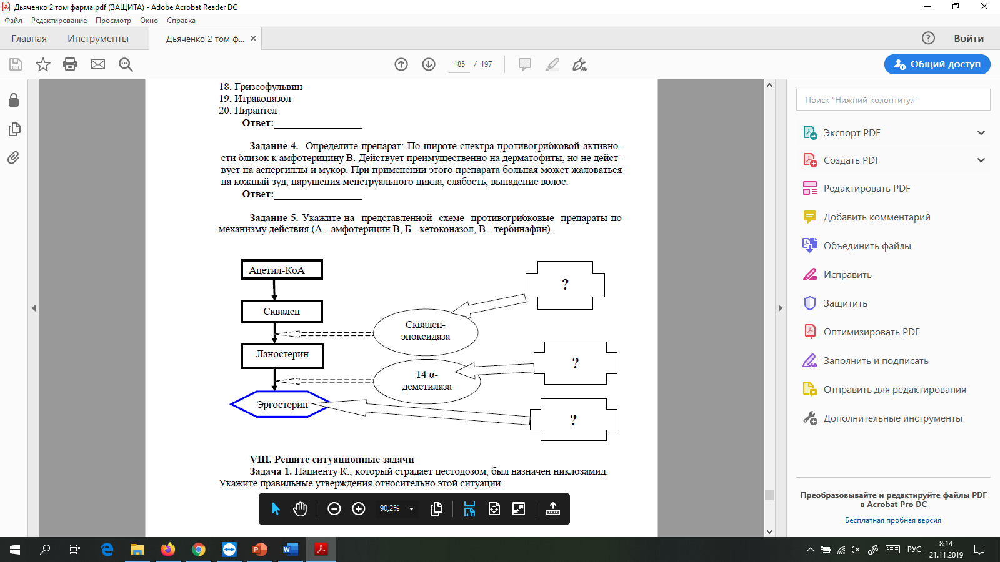 Дьяченко 2 том фарма.pdf (ЗАЩИТА) - Adobe Acrobat Reader DC
Файл Редактирование Просмотр Окно Справка
Главная Инструменты Дьяченко 2 том ф... × Войти
185 / 197 Общий доступ
18. Гризеофульвин
19. Итраконазол
20. Пирантел
Ответ:__________________
Задание 4. Определите препарат: По широте спектра противогрибковой активно-
сти близок к амфотерицину В. Действует преимущественно на дерматофиты, но не дейст-
вует на аспергиллы и мукор. При применении этого препарата больная может жаловаться
на кожный зуд, нарушения менструального цикла, слабость, выпадение волос.
Ответ:__________________
Задание 5. Укажите на представленной схеме противогрибковые препараты по
механизму действия (А - амфотерицин В, Б - кетоконазол, В - тербинафин).
Ацетил-КоА
?
Сквален
Сквален-
эпоксидаза
Ланостерин
?
14 α-
деметилаза
Эргостерин
?
VIII. Решите ситуационные задачи
Задача 1. Пациенту К., который страдает цестодозом, был назначен никлозамид.
Укажите правильные утверждения относительно этой ситуации.
90,2%
Поиск "Нижний колонтитул"
Экспорт PDF
Создать PDF
Редактировать PDF
Добавить комментарий
Объединить файлы
Исправить
Защитить
Оптимизировать PDF
Заполнить и подписать
Отправить для редактирования
Дополнительные инструменты
Преобразовывайте и редактируйте файлы PDF
в Acrobat Pro DC
Бесплатная пробная версия
РУС
8:14
21.11.2019